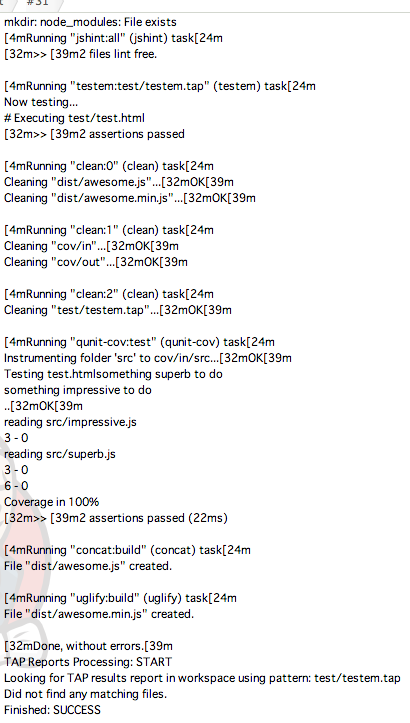 #31
mkdir: node_modules: File exists
[4mRunning "jshint:all" (jshint) task[24m
[32m>> [39m2 files lint free.
[4mRunning "testem:test/testem.tap" (testem) task[24m
Now testing...
# Executing test/test.html
[32m>> [39m2 assertions passed
[4mRunning "clean:0" (clean) task[24m
Cleaning "dist/awesome.js"...[32mOK[39m
Cleaning "dist/awesome.min.js"...[32mOK[39m
[4mRunning "clean:1" (clean) task[24m
Cleaning "cov/in"...[32mOK[39m
Cleaning "cov/out"...[32mOK[39m
[4mRunning "clean:2" (clean) task[24m
Cleaning "test/testem.tap"...[32mOK[39m
[4mRunning "qunit-cov:test" (qunit-cov) task[24m
Instrumenting folder 'src' to cov/in/src...[32mOK[39m
Testing test.htmlsomething superb to do
something impressive to do
..[32mOK[39m
reading src/impressive.js
3 - 0
reading src/superb.js
3 - 0
6 - 0
Coverage in 100%
[32m>> [39m2 assertions passed (22ms)
[4mRunning "concat:build" (concat) task[24m
File "dist/awesome.js" created.
[4mRunning "uglify:build" (uglify) task[24m
File "dist/awesome.min.js" created.
[32mDone, without errors.[39m
TAP Reports Processing: START
Looking for TAP results report in workspace using pattern: test/testem.tap
Did not find any matching files.
Finished: SUCCESS